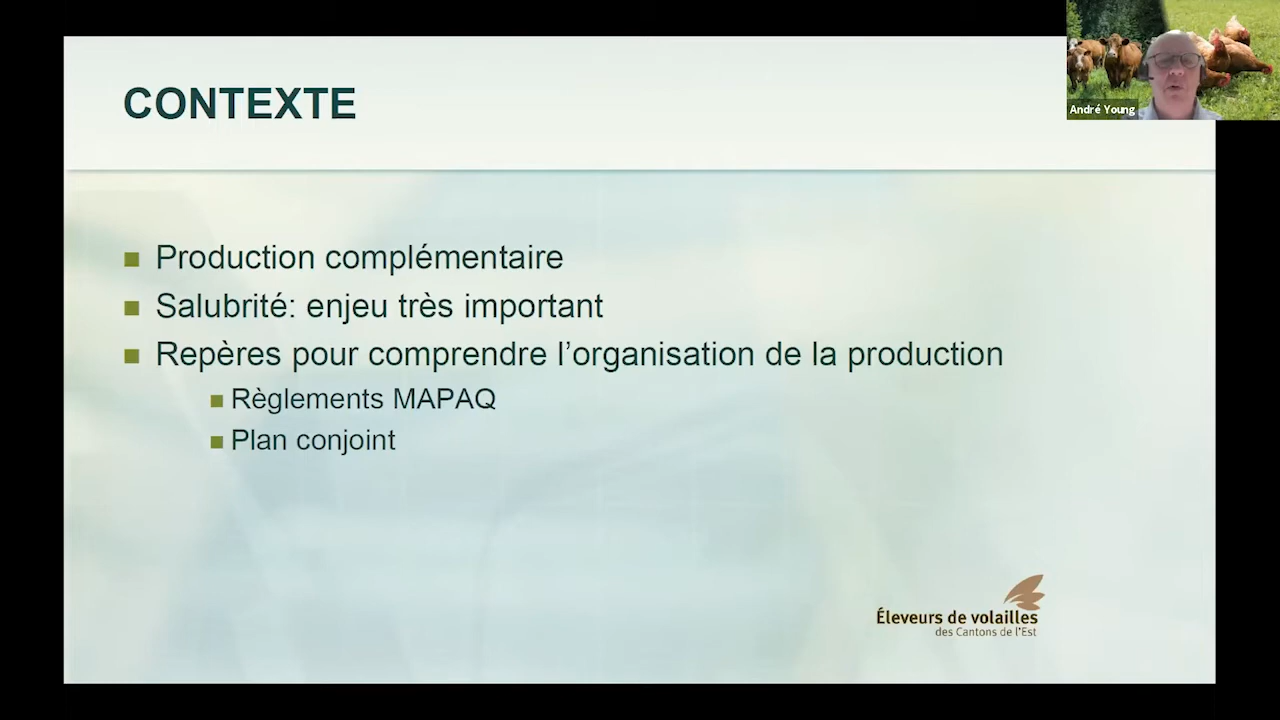 CONTEXTE
André Young
Production complémentaire
Salubrité: enjeu très important
Repères pour comprendre l’organisation de la production
Règlements MAPAQ
Plan conjoint
Éleveurs de volailles
des Cantons de l'Est